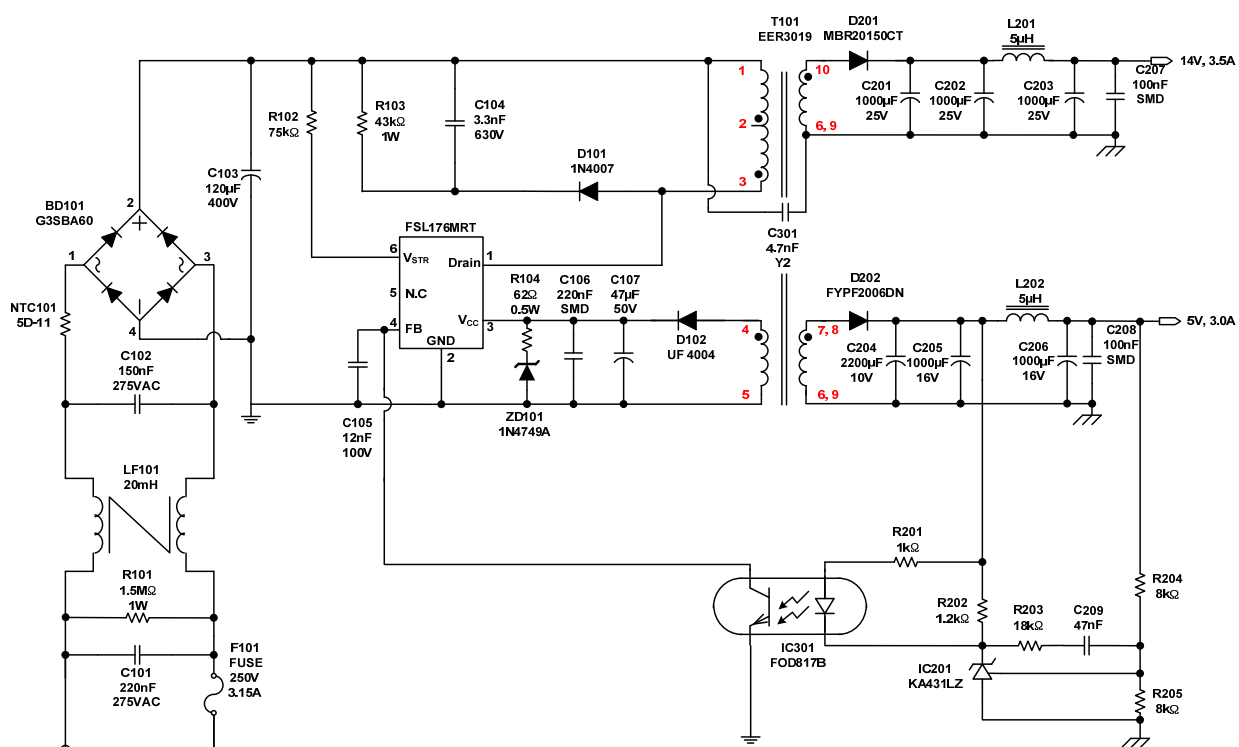 T101
EER3019
D201
MBR20150CT
L201
5µH
C207
100nF
SMD
14V, 3.5A
1
10
2
3
6, 9
C201
1000µF
25V
C202
1000µF
25V
C203
1000µF
25V
R102
75kΩ
R103
43kΩ
1W
C104
3.3nF
630V
D101
1N4007
C103
120µF
400V
BD101
G3SBA60
2
1
3
4
NTC101
5D-11
FSL176MRT
6
VSTR
Drain
1
5
N.C
4
FB
VCC
3
GND
2
C301
4.7nF
Y2
R104
62Ω
0.5W
C106
220nF
SMD
C107
47µF
50V
D102
UF 4004
4
5
D202
FYPF2006DN
7, 8
6, 9
L202
5µH
C208
100nF
SMD
5V, 3.0A
C204
2200µF
10V
C205
1000µF
16V
C206
1000µF
16V
C102
150nF
275VAC
C105
12nF
100V
ZD101
1N4749A
LF101
20mH
R101
1.5MΩ
1W
C101
220nF
275VAC
F101
FUSE
250V
3.15A
R201
1kΩ
R202
1.2kΩ
R203
18kΩ
C209
47nF
R204
8kΩ
IC301
FOD817B
IC201
KA431LZ
R205
8kΩ